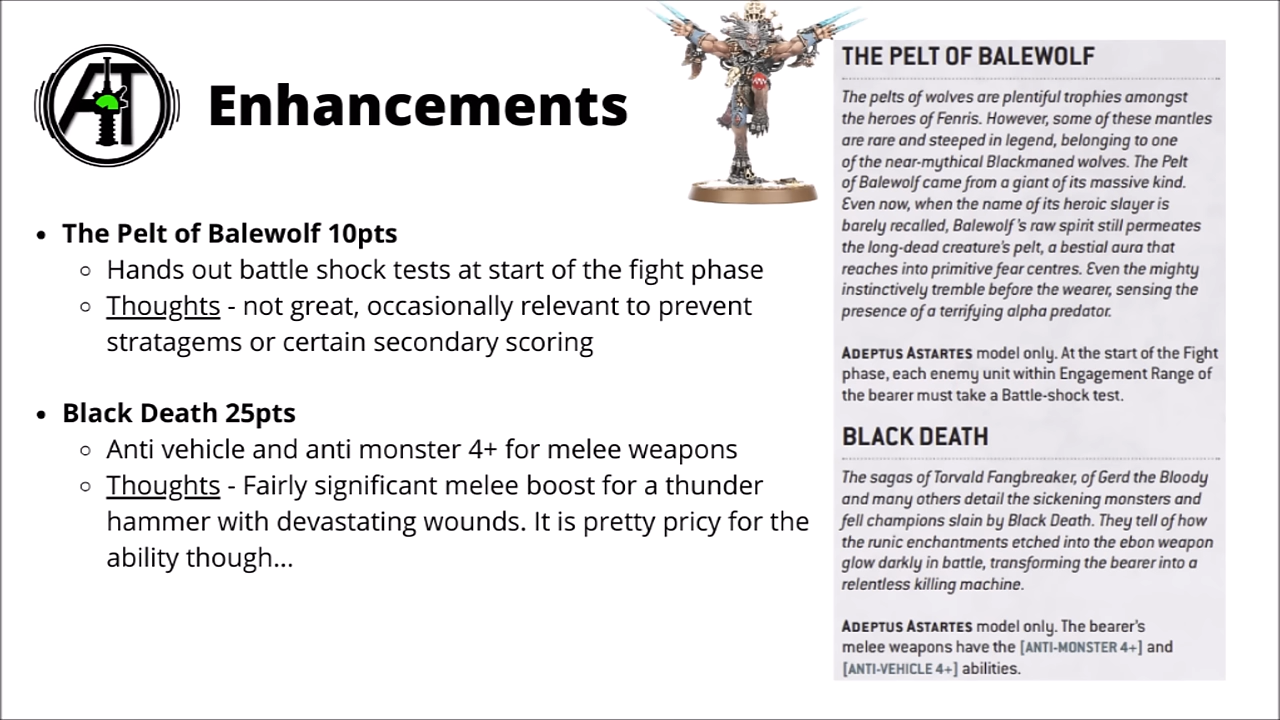 AT
2
Enhancements
• The Pelt of Balewolf 10pts
○ Hands out battle shock tests at start of the fight phase
○ Thoughts - not great, occasionally relevant to prevent
stratagems or certain secondary scoring
• Black Death 25pts
○ Anti vehicle and anti monster 4+ for melee weapons
○ Thoughts - Fairly significant melee boost for a thunder
hammer with devastating wounds. It is pretty pricy for the
ability though...
THE PELT OF BALEWOLF
The pelts of wolves are plentiful trophies amongst
the heroes of Fenris. However, some of these mantles
are rare and steeped in legend, belonging to one
of the near-mythical Blackmaned wolves. The Pelt
of Balewolf came from a giant of its massive kind.
Even now, when the name of its heroic slayer is
barely recalled, Balewolf's raw spirit still permeates
the long-dead creature's pelt, a bestial aura that
reaches into primitive fear centres. Even the mighty
instinctively tremble before the wearer, sensing the
presence of a terrifying alpha predator.
ADEPTUS ASTARTES model only. At the start of the Fight
phase, each enemy unit within Engagement Range of
the bearer must take a Battle-shock test.
BLACK DEATH
The sagas of Torvald Fangbreaker, of Gerd the Bloody
and many others detail the sickening monsters and
fell champions slain by Black Death. They tell of how
the runic enchantments etched into the ebon weapon
glow darkly in battle, transforming the bearer into a
relentless killing machine.
ADEPTUS ASTARTES model only. The bearer's
melee weapons have the [ANTI-MONSTER 4+] and
[ANTI-VEHICLE 4+] abilities.